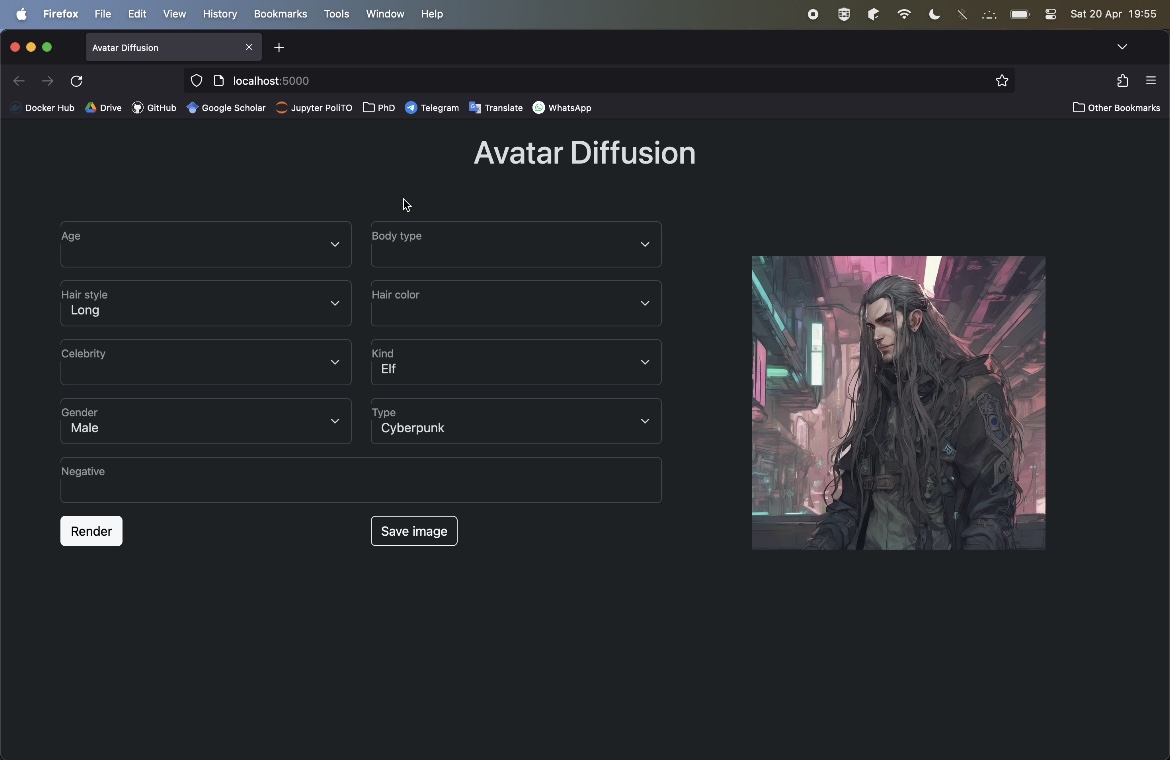 Firefox File Edit View History Bookmarks Tools Window Help Sat 20 Apr 19:55
Avatar Diffusion
localhost:5000
Docker Hub Drive GitHub Google Scholar Jupyter PoliTO PhD Telegram Translate WhatsApp Other Bookmarks
Avatar Diffusion
Age Body type
Hair style Hair color
Long
Celebrity Kind
Elf
Gender Type
Male Cyberpunk
Negative
Render Save image